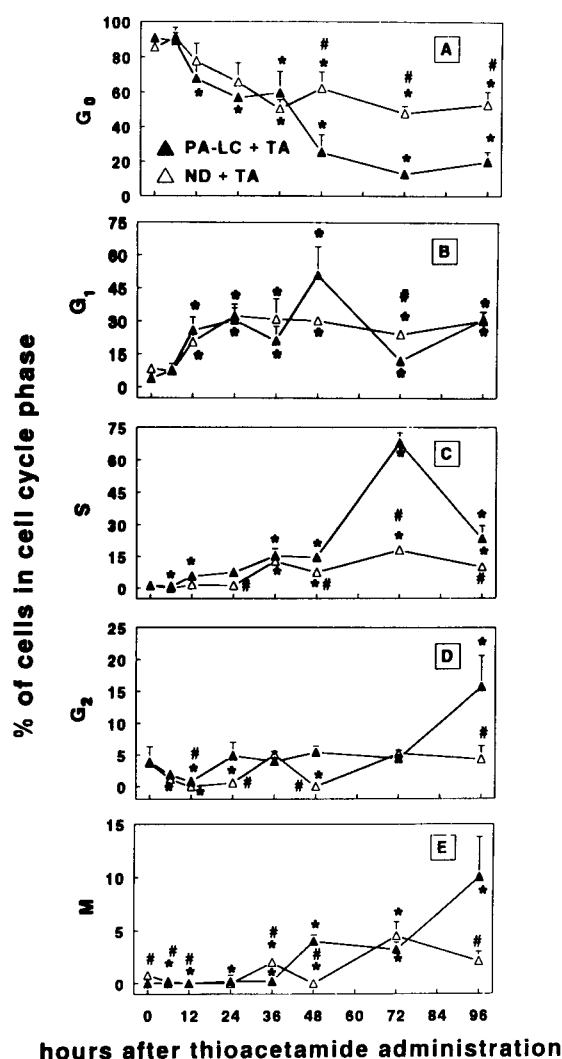 100
80
60
40
20
0
G0
A
▲ PA-LC + TA
△ ND + TA
* * * * * * * *
# * # * # *
75
60
45
30
15
0
G1
B
* * * * * * * * * * * *
#
75
60
45
30
15
0
S
C
* * * * * * * * * *
# # # #
25
20
15
10
5
0
G2
D
* * * * *
# # # # #
15
10
5
0
M
E
# # # # # #
* * * * * * * * * *
0 12 24 36 48 60 72 84 96
% of cells in cell cycle phase
hours after thioacetamide administration